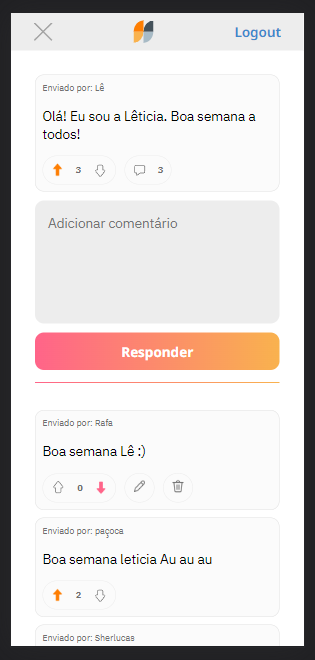 Logout
Enviado por: Lê
Olá! Eu sou a Lêticia. Boa semana a
todos!
3
3
Adicionar comentário
Responder
Enviado por: Rafa
Boa semana Lê :)
0
Enviado por: paçoca
Boa semana leticia Au au au
2
Enviado por: Sherlucas